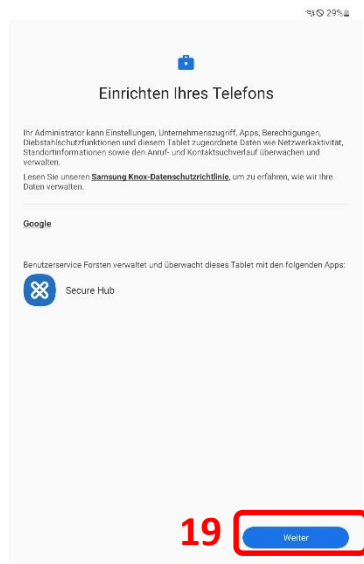 29%
Einrichten Ihres Telefons
Ihr Administrator kann Einstellungen, Unternehmenszugriff, Apps, Berechtigungen,
Diebstahlschutzfunktionen und diesem Tablet zugeordnete Daten wie Netzwerkaktivität,
Standortinformationen sowie den Anruf- und Kontaktsuchverlauf überwachen und
verwalten.
Lesen Sie unseren Samsung Knox-Datenschutzrichtlinie, um zu erfahren, wie wir Ihre
Daten verwalten.
Google
Benutzerservice Forsten verwaltet und überwacht dieses Tablet mit den folgenden Apps:
Secure Hub
19 Weiter